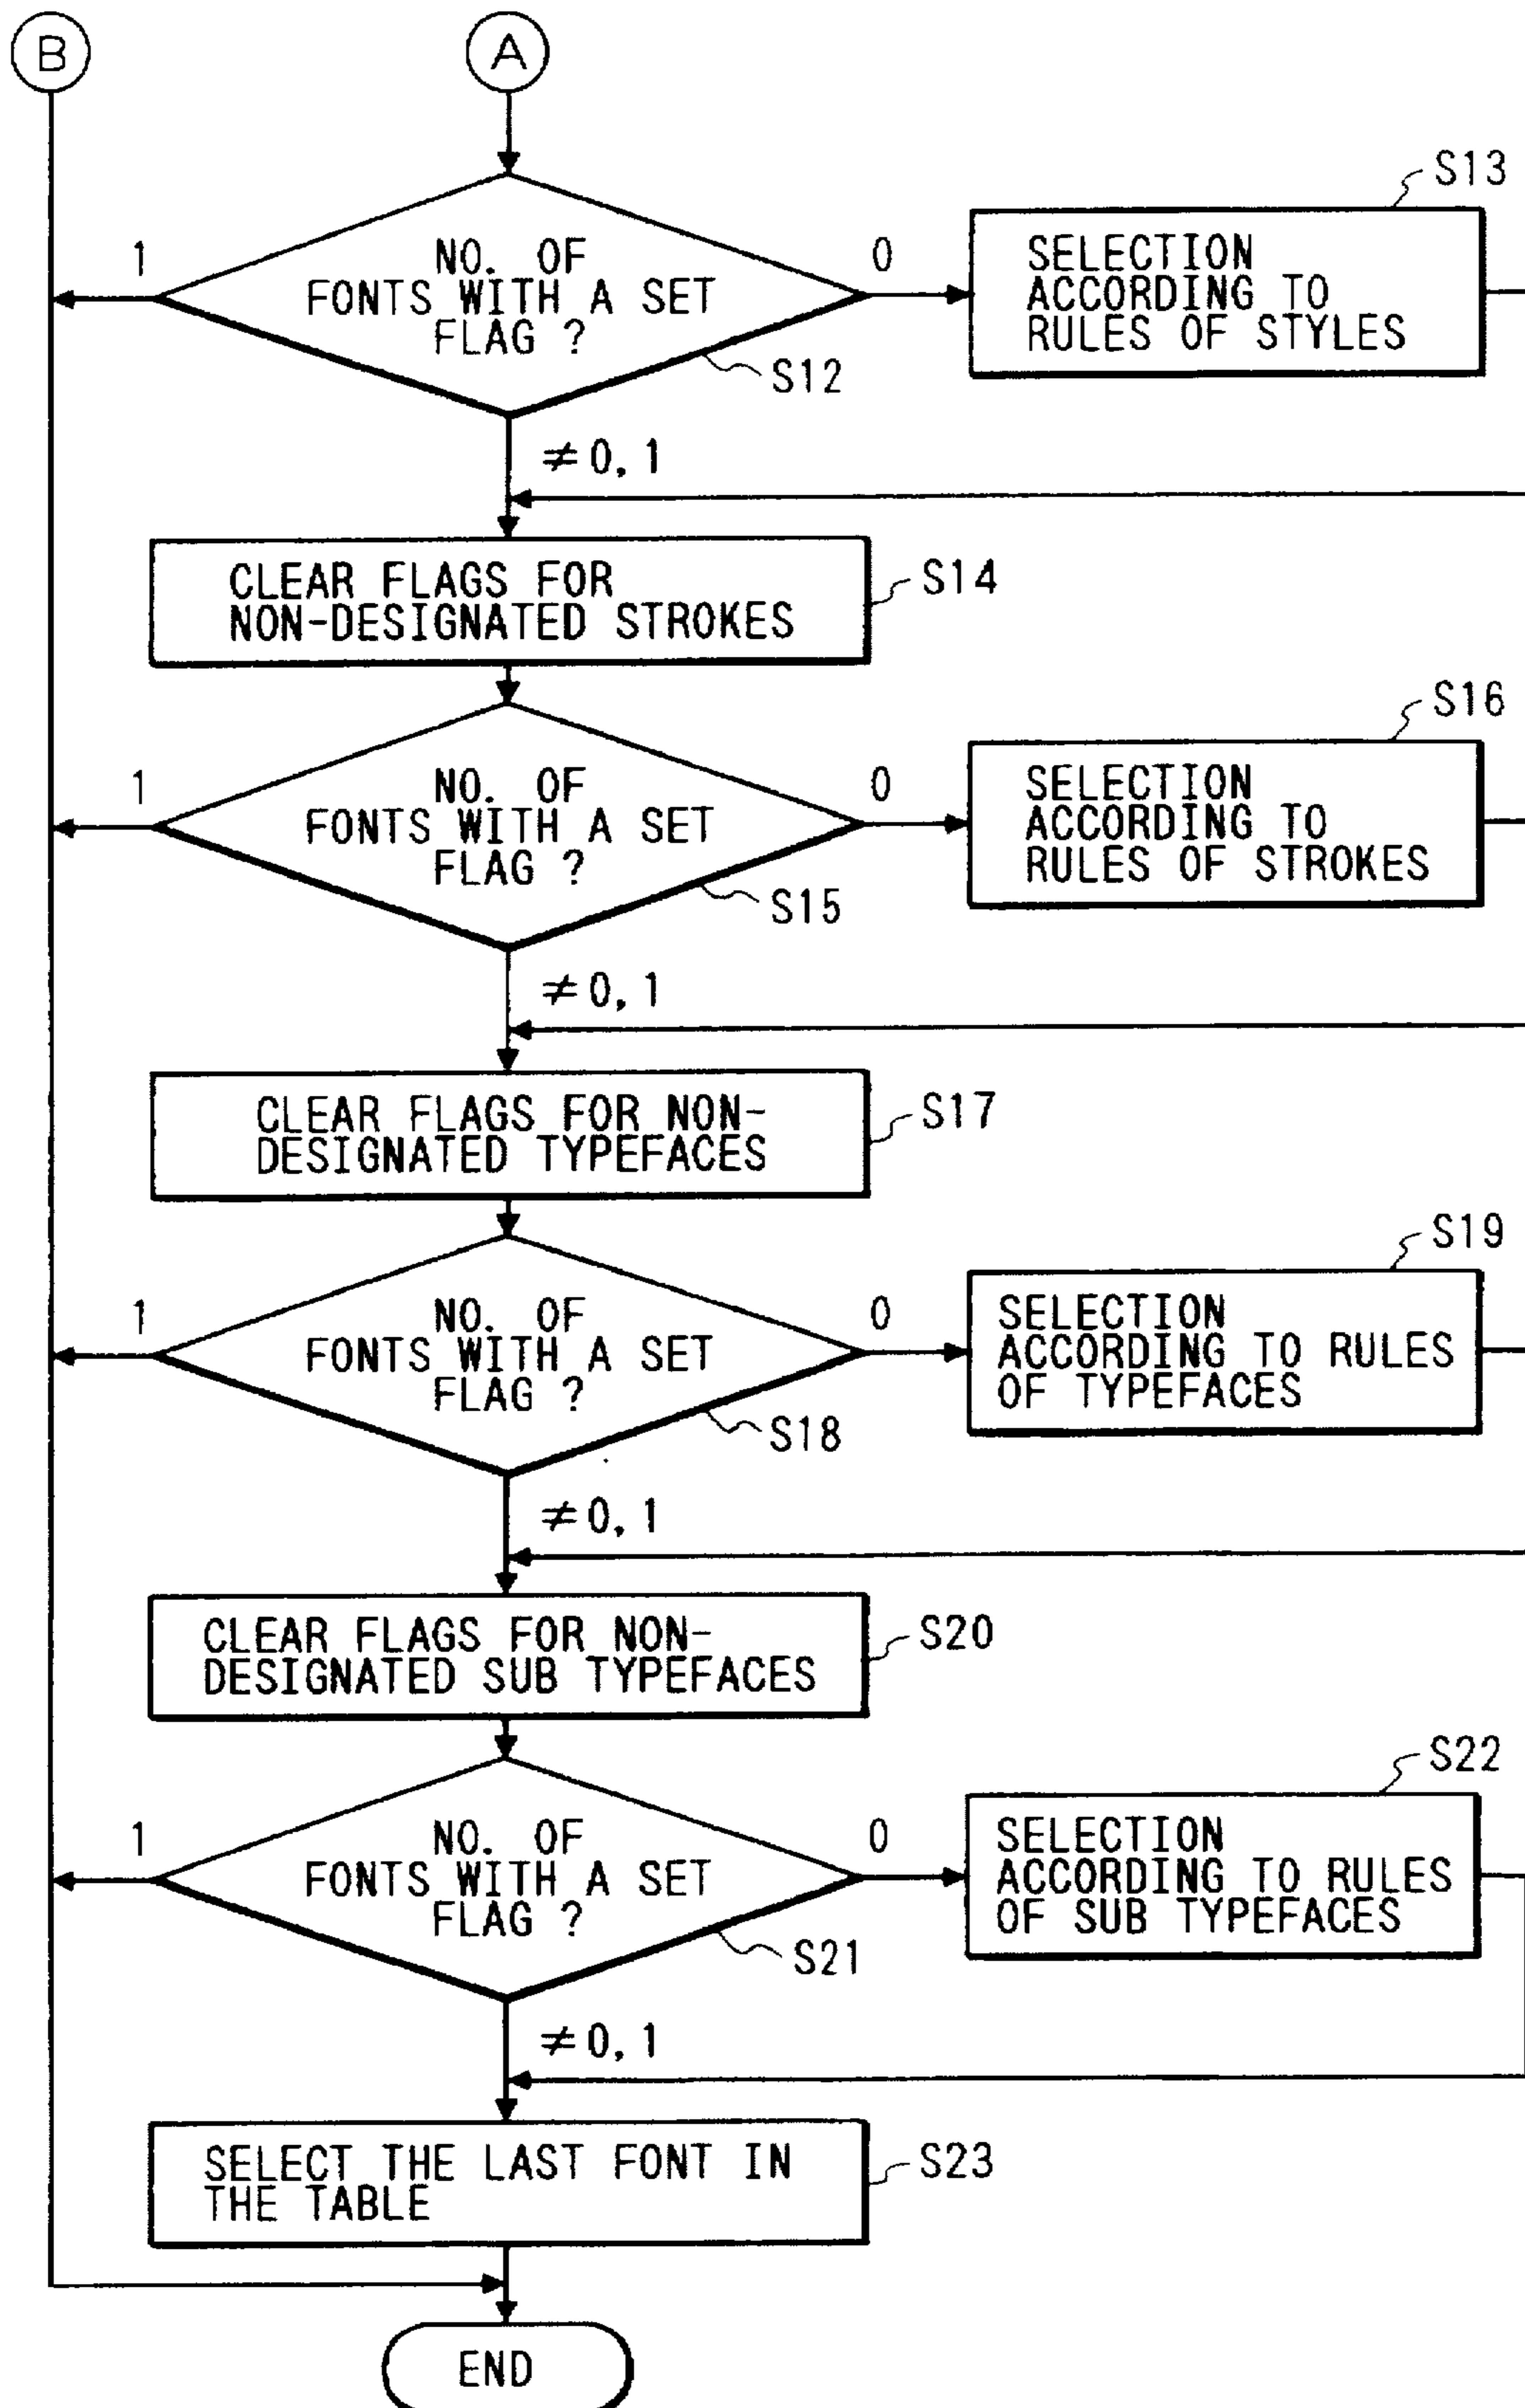 B
A
S13
1
NO. OF
FONTS WITH A SET
FLAG ?
0
SELECTION
ACCORDING TO
RULES OF STYLES
S12
≠0, 1
CLEAR FLAGS FOR
NON-DESIGNATED STROKES
S14
S16
1
NO. OF
FONTS WITH A SET
FLAG ?
0
SELECTION
ACCORDING TO
RULES OF STROKES
S15
≠0, 1
CLEAR FLAGS FOR NON-
DESIGNATED TYPEFACES
S17
S19
1
NO. OF
FONTS WITH A SET
FLAG ?
0
SELECTION
ACCORDING TO RULES
OF TYPEFACES
S18
≠0, 1
CLEAR FLAGS FOR NON-
DESIGNATED SUB TYPEFACES
S20
S22
1
NO. OF
FONTS WITH A SET
FLAG ?
0
SELECTION
ACCORDING TO RULES
OF SUB TYPEFACES
S21
≠0, 1
SELECT THE LAST FONT IN
THE TABLE
S23
END